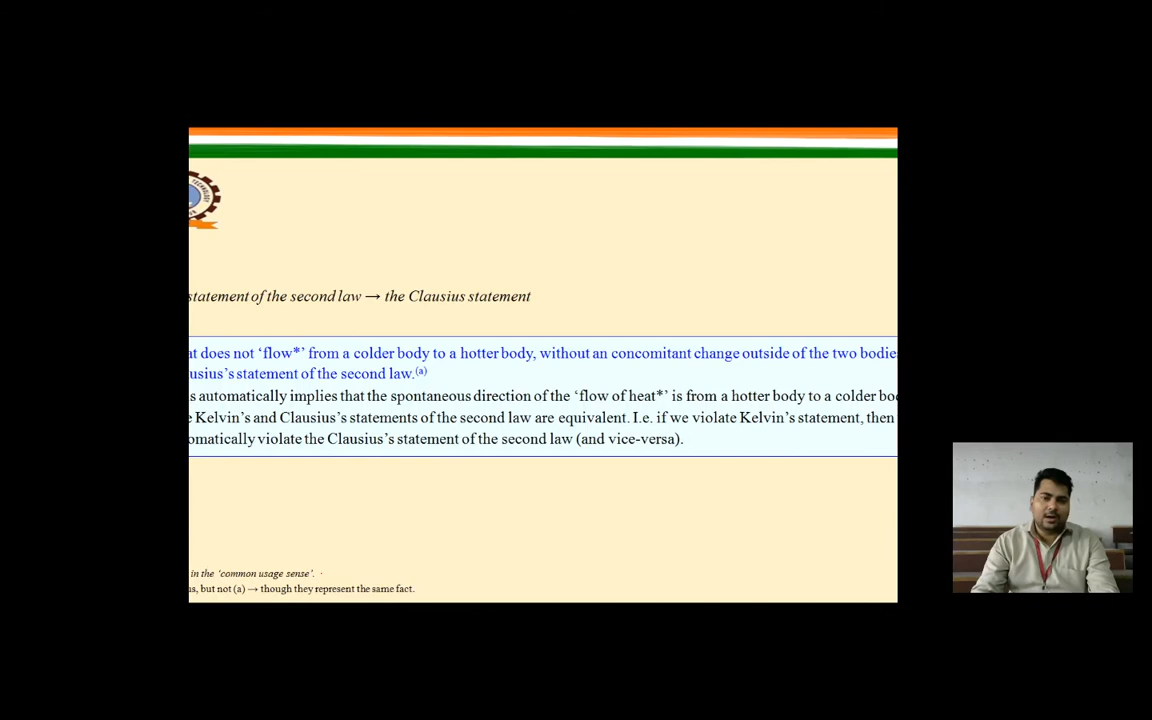 TECHNOLOGY
statement of the second law → the Clausius statement
at does not ‘flow*’ from a colder body to a hotter body, without an concomitant change outside of the two bodies
usius’s statement of the second law.(a)
s automatically implies that the spontaneous direction of the ‘flow of heat*’ is from a hotter body to a colder bo
e Kelvin’s and Clausius’s statements of the second law are equivalent. I.e. if we violate Kelvin’s statement, then
omatically violate the Clausius’s statement of the second law (and vice-versa).
in the ‘common usage sense’. ·
us, but not (a) → though they represent the same fact.